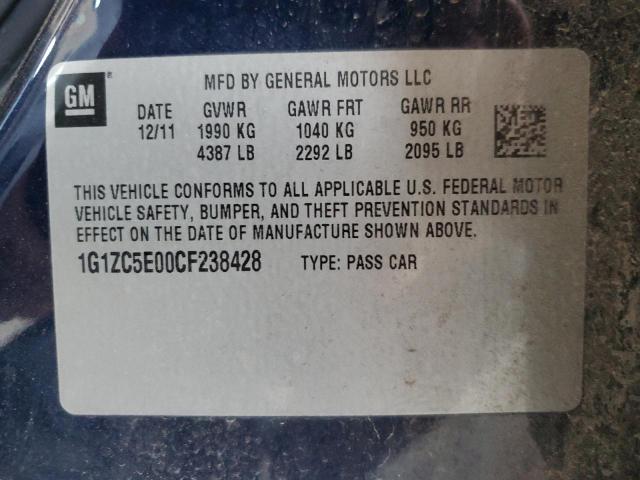 GM®
MFD BY GENERAL MOTORS LLC
DATE GVWR GAWR FRT GAWR RR
12/11 1990 KG 1040 KG 950 KG
4387 LB 2292 LB 2095 LB
THIS VEHICLE CONFORMS TO ALL APPLICABLE U.S. FEDERAL MOTOR
VEHICLE SAFETY, BUMPER, AND THEFT PREVENTION STANDARDS IN
EFFECT ON THE DATE OF MANUFACTURE SHOWN ABOVE.
1G1ZC5E00CF238428 TYPE: PASS CAR